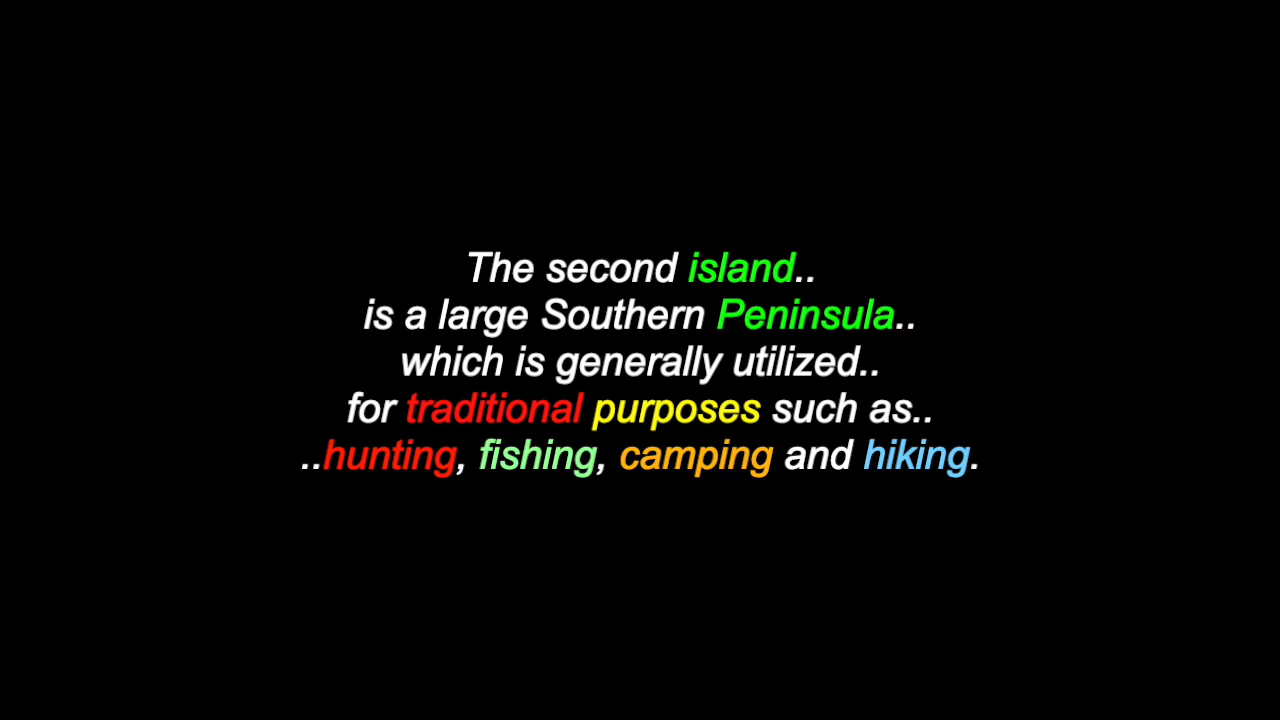 The second island..
is a large Southern Peninsula..
which is generally utilized..
for traditional purposes such as..
..hunting, fishing, camping and hiking.